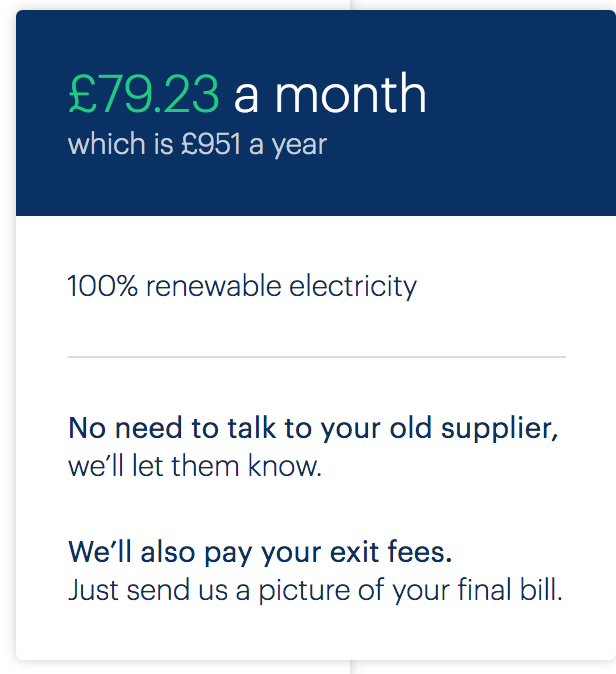 £79.23 a month
which is £951 a year
100% renewable electricity
No need to talk to your old supplier,
we’ll let them know.
We’ll also pay your exit fees.
Just send us a picture of your final bill.